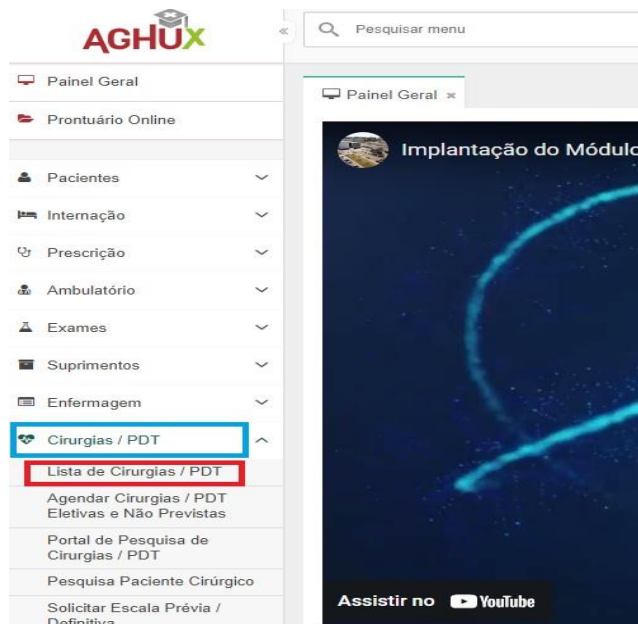 AGHUX
«
Pesquisar menu
Painel Geral
Prontuário Online
Pacientes
Internação
Prescrição
Ambulatório
Exames
Suprimentos
Enfermagem
Cirurgias / PDT
Lista de Cirurgias / PDT
Agendar Cirurgias / PDT
Eletivas e Não Previstas
Portal de Pesquisa de
Cirurgias / PDT
Pesquisa Paciente Cirúrgico
Solicitar Escala Prévia /
Definitiva
Painel Geral ×
Implantação do Módulo
Assistir no YouTube